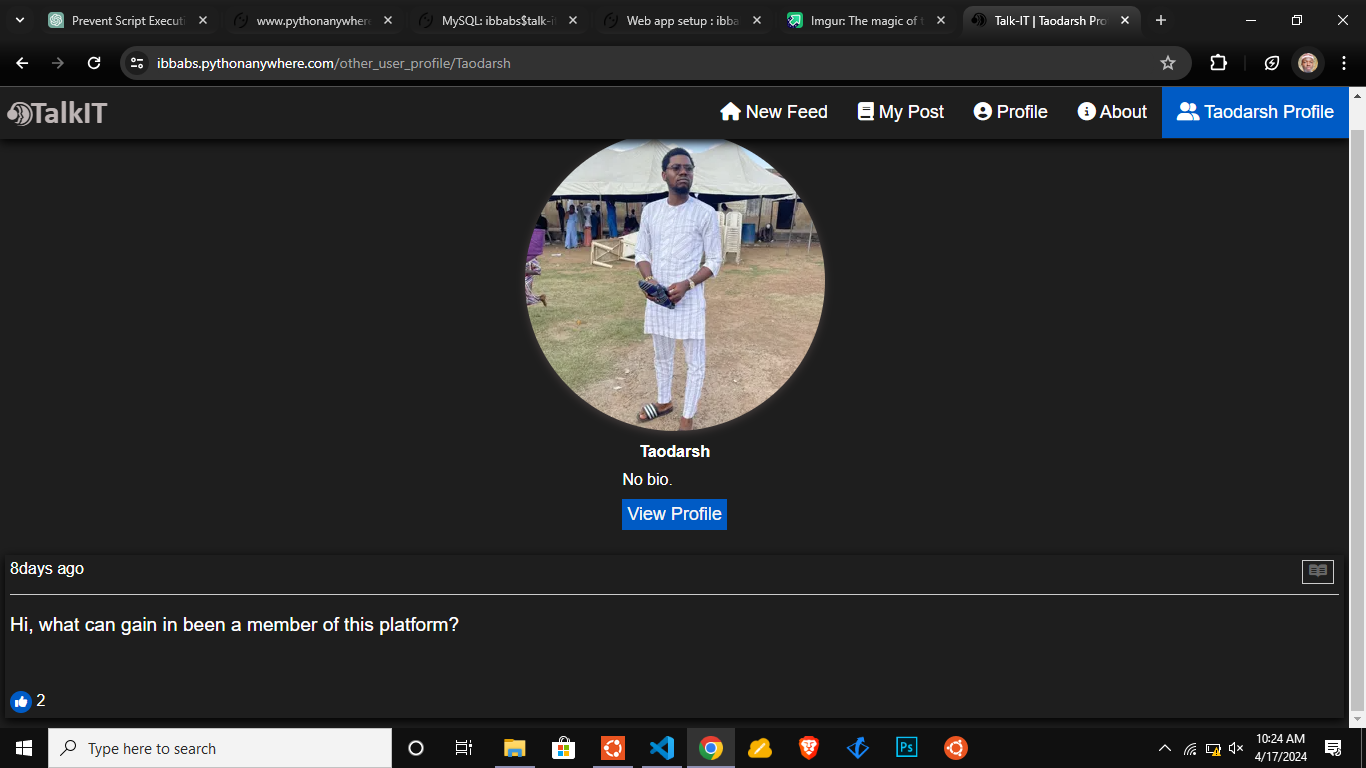 Prevent Script Executi
www.pythonanywhere
MySQL: ibbabs$talk-i
Web app setup : ibba
Imgur: The magic of t
Talk-IT | Taodarsh Pro
ibbabs.pythonanywhere.com/other_user_profile/Taodarsh
TalkIT
New Feed
My Post
Profile
About
Taodarsh Profile
Taodarsh
No bio.
View Profile
8days ago
Hi, what can gain in been a member of this platform?
2
Type here to search
Ps
10:24 AM
4/17/2024